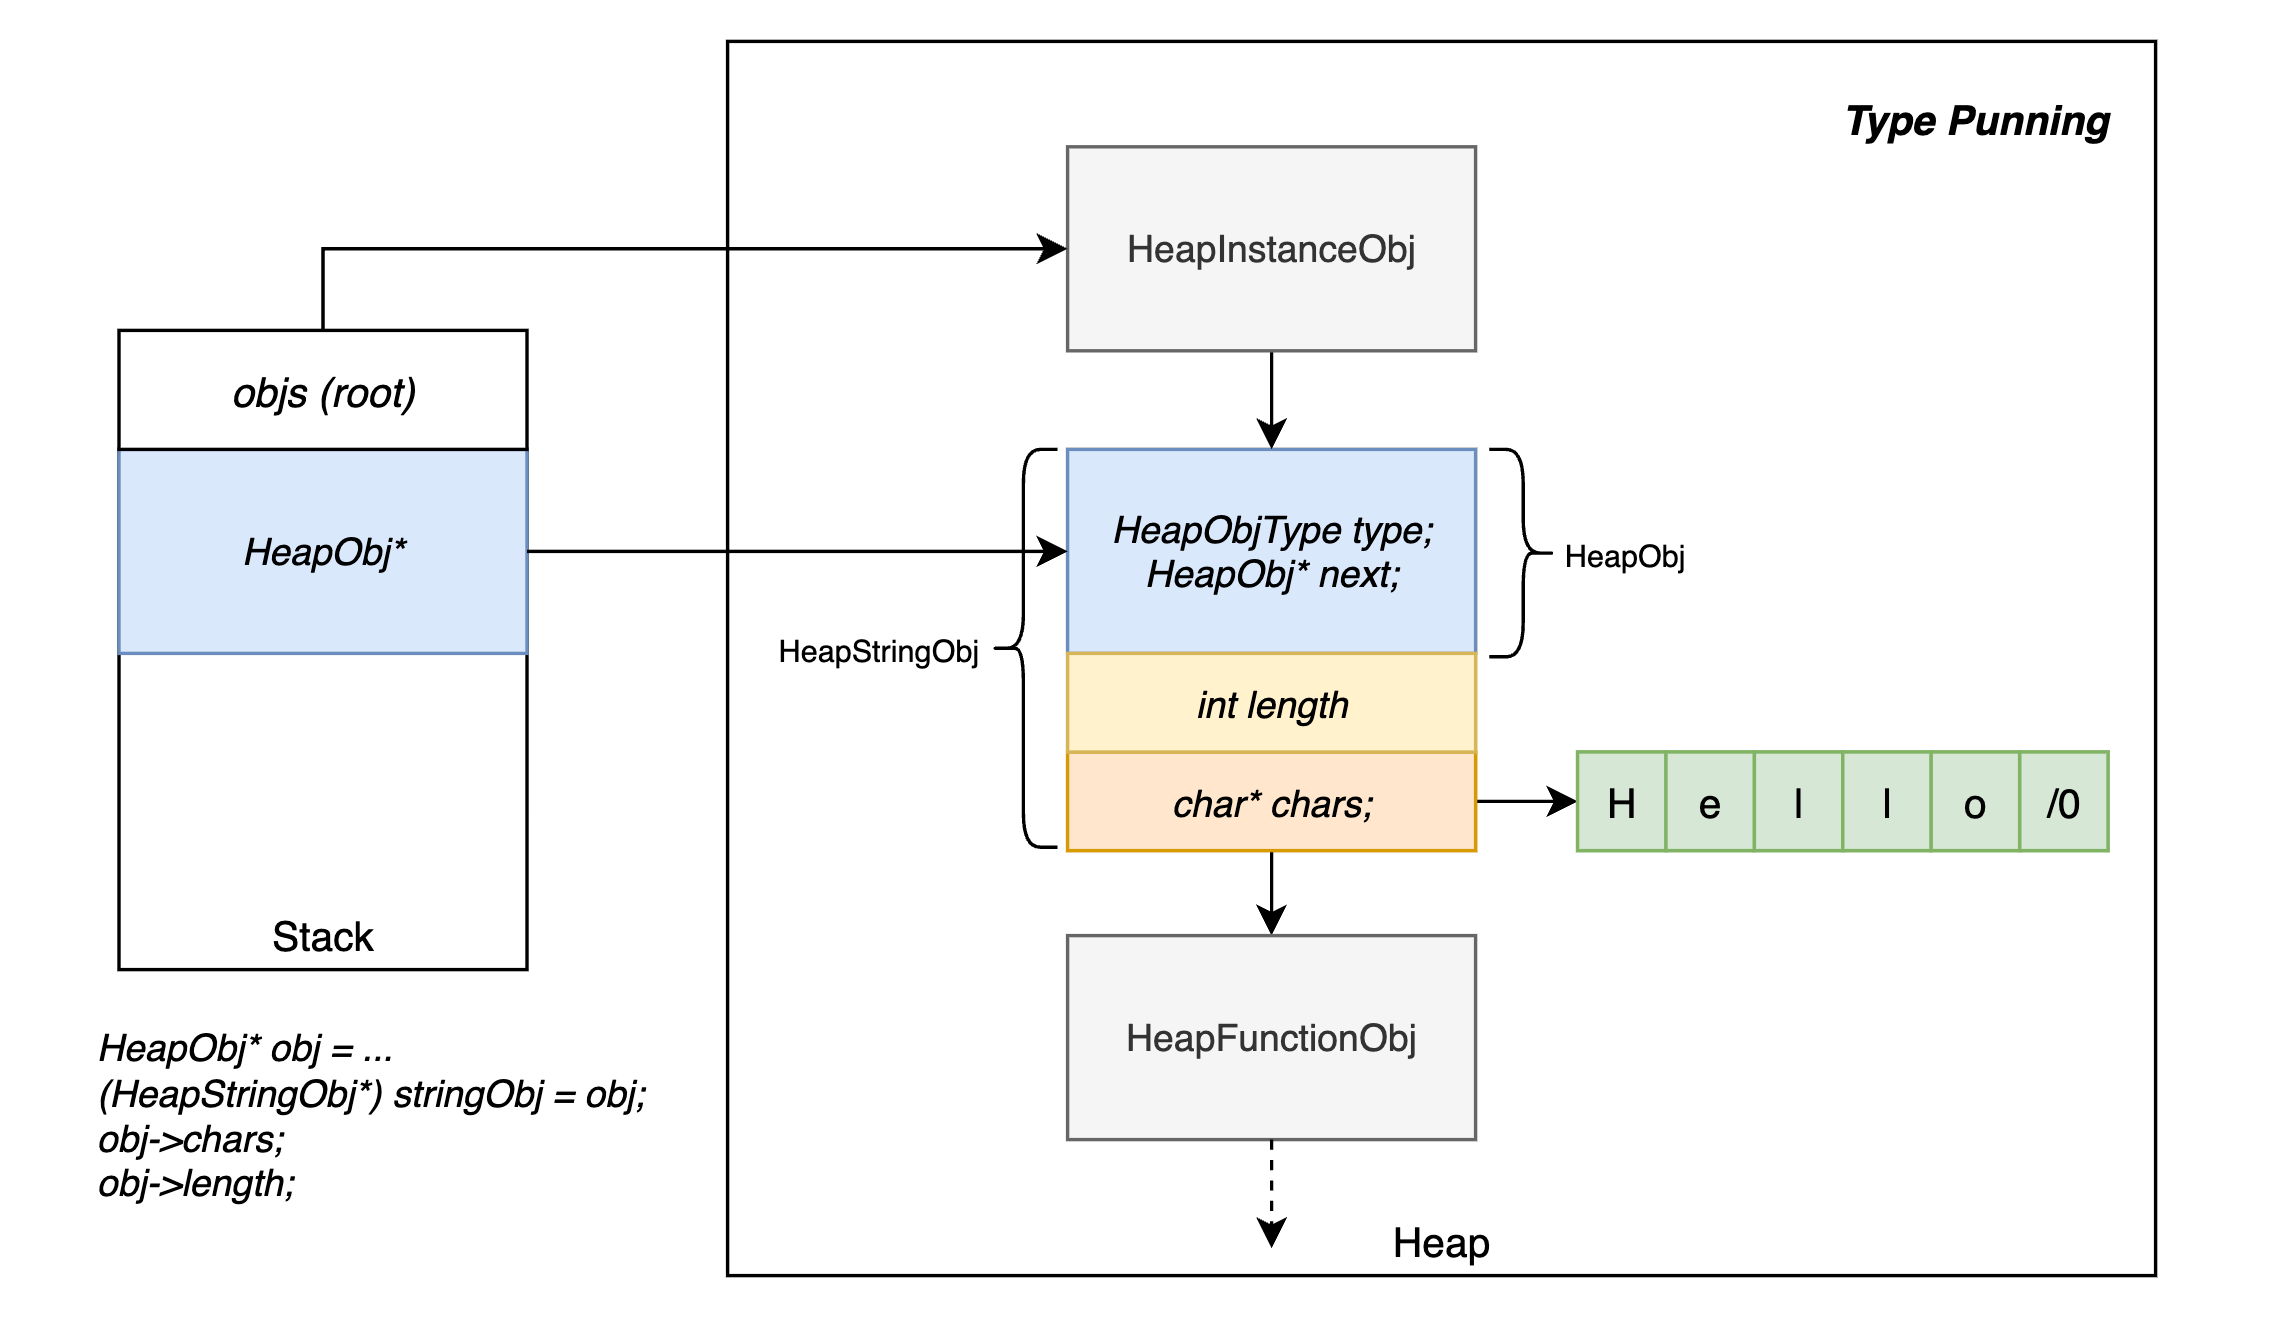 Type Punning
HeapInstanceObj
objs (root)
HeapObj*
HeapObjType type;
HeapObj* next;
HeapObj
HeapStringObj
int length
char* chars;
H e l l o /0
Stack
HeapFunctionObj
HeapObj* obj = ...
(HeapStringObj*) stringObj = obj;
obj->chars;
obj->length;
Heap